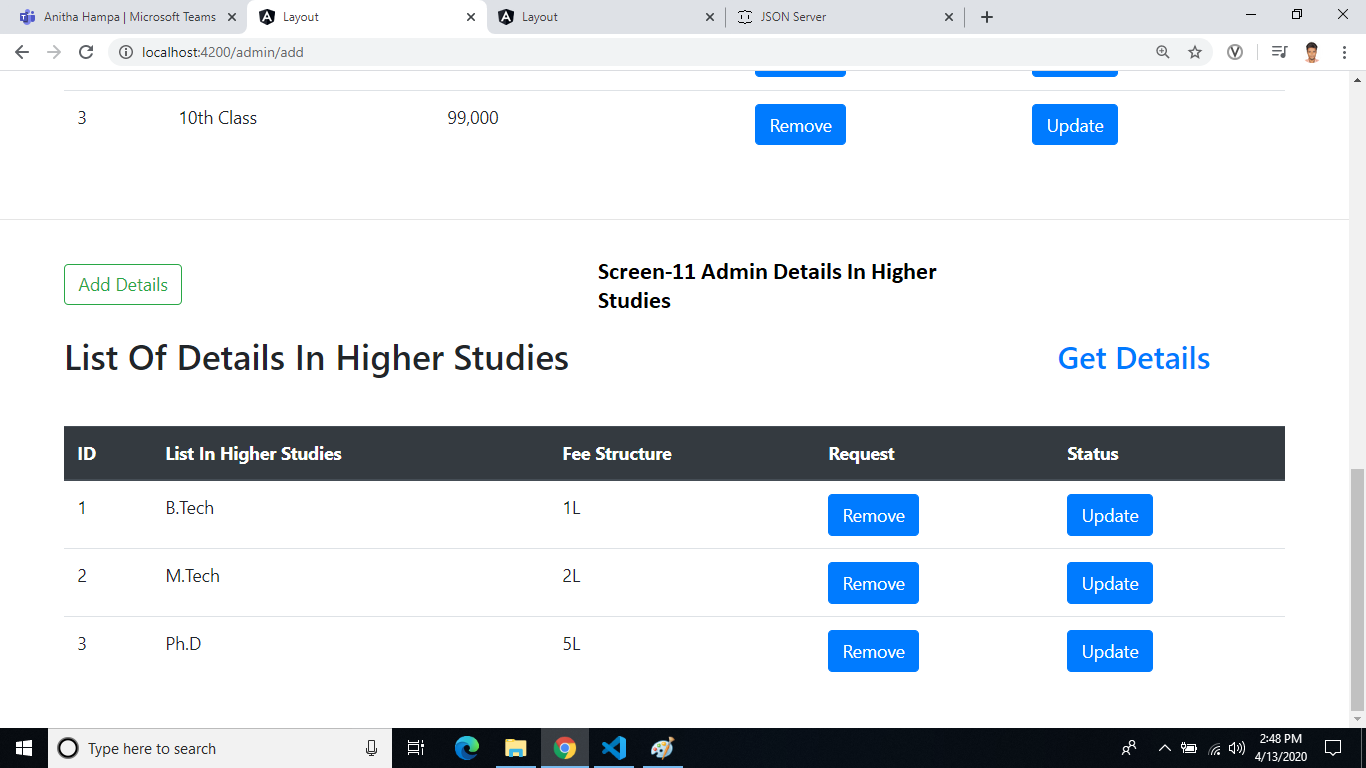 Anitha Hampa | Microsoft Teams
Layout
Layout
JSON Server
localhost:4200/admin/add
3 10th Class 99,000 Remove Update
Add Details
Screen-11 Admin Details In Higher
Studies
List Of Details In Higher Studies
Get Details
ID List In Higher Studies Fee Structure Request Status
1 B.Tech 1L Remove Update
2 M.Tech 2L Remove Update
3 Ph.D 5L Remove Update
Type here to search
2:48 PM
4/13/2020